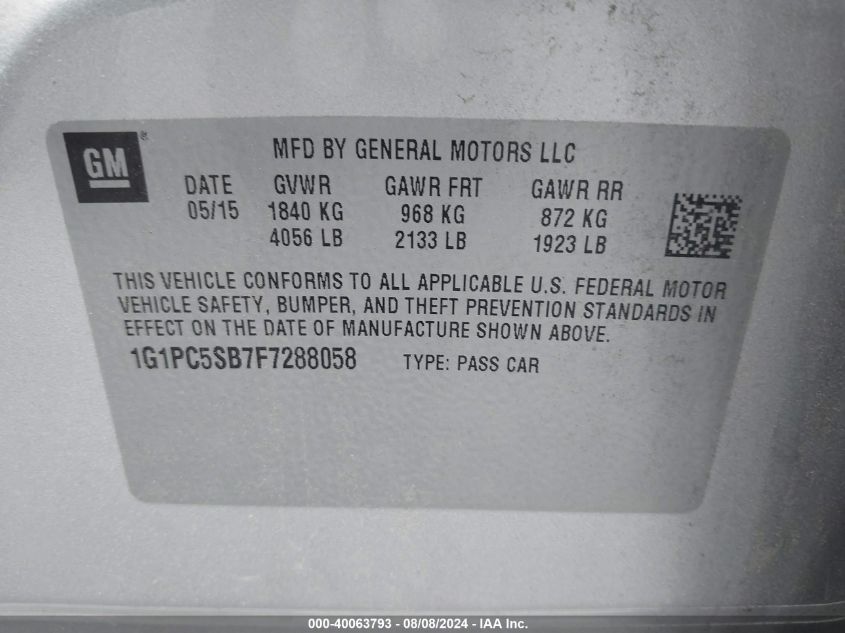 GM ®
MFD BY GENERAL MOTORS LLC
DATE GVWR GAWR FRT GAWR RR
05/15 1840 KG 968 KG 872 KG
4056 LB 2133 LB 1923 LB
THIS VEHICLE CONFORMS TO ALL APPLICABLE U.S. FEDERAL MOTOR
VEHICLE SAFETY, BUMPER, AND THEFT PREVENTION STANDARDS IN
EFFECT ON THE DATE OF MANUFACTURE SHOWN ABOVE.
1G1PC5SB7F7288058 TYPE: PASS CAR
000-40063793 - 08/08/2024 - IAA Inc.